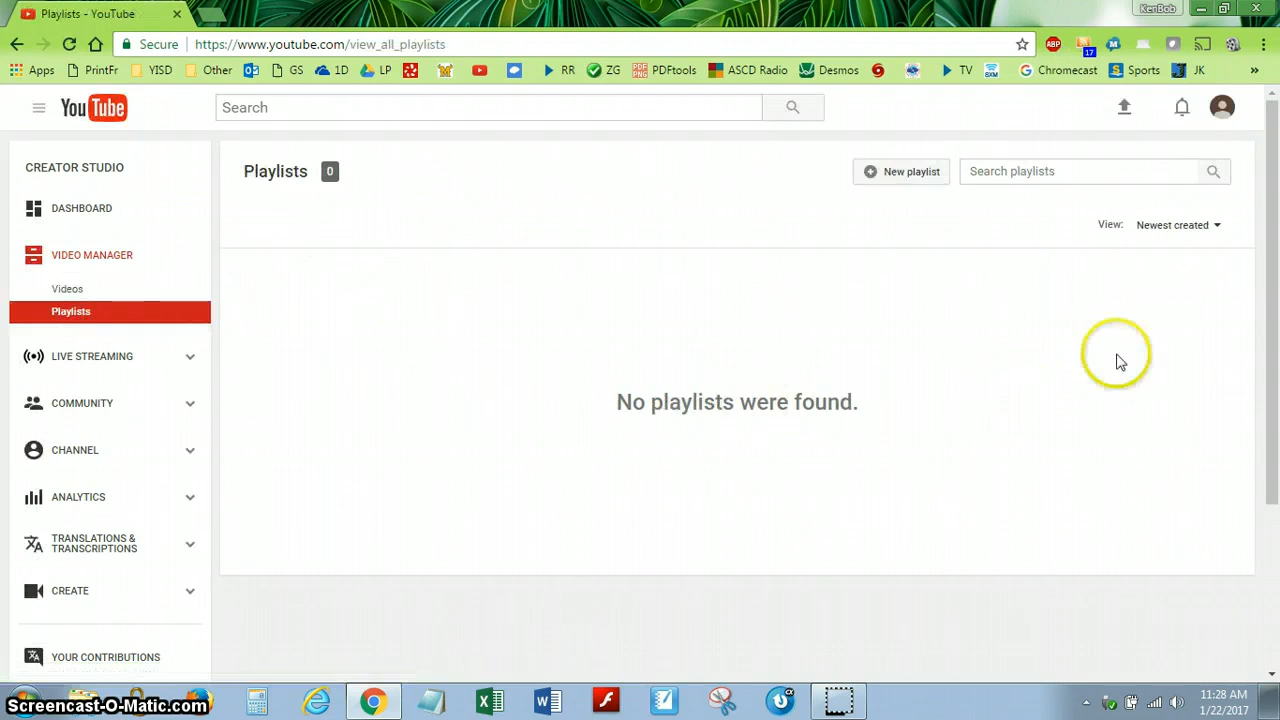 Playlists - YouTube
KenBob
Secure
https://www.youtube.com/view_all_playlists
ABP
17
Apps
PrintFr
YISD
Other
GS
1D
LP
RR
ZG
PDFtools
ASCD Radio
Desmos
TV
Chromecast
Sports
JK
»
YouTube
Search
CREATOR STUDIO
DASHBOARD
VIDEO MANAGER
Videos
Playlists
LIVE STREAMING
COMMUNITY
CHANNEL
ANALYTICS
TRANSLATIONS &
TRANSCRIPTIONS
CREATE
YOUR CONTRIBUTIONS
Playlists 0
New playlist
Search playlists
View: Newest created
No playlists were found.
Screencast-O-Matic.com
11:28 AM
1/22/2017